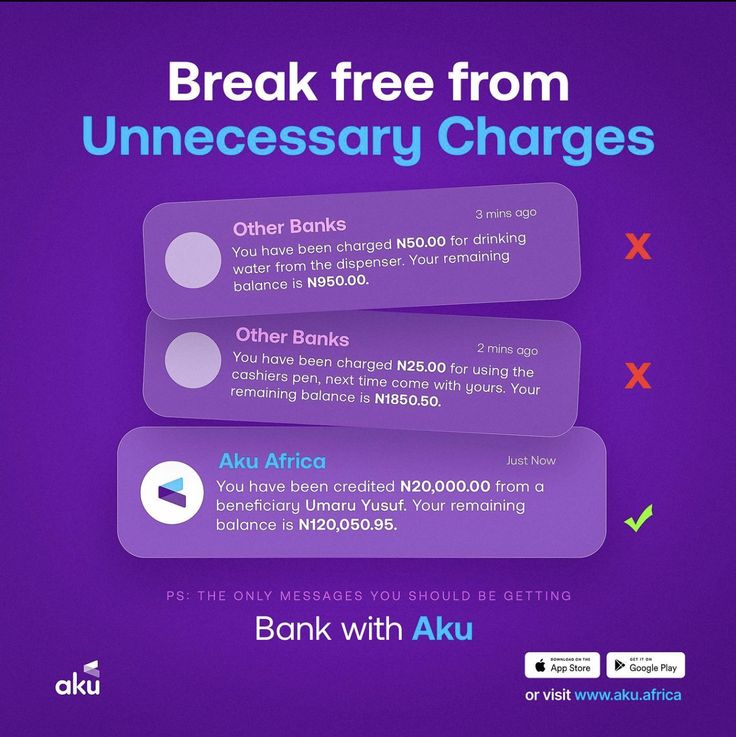 Break free from
Unnecessary Charges
Other Banks
3 mins ago
You have been charged N50.00 for drinking
water from the dispenser. Your remaining
balance is N950.00.
Other Banks
2 mins ago
You have been charged N25.00 for using the
cashiers pen, next time come with yours. Your
remaining balance is N1850.50.
Aku Africa
Just Now
You have been credited N20,000.00 from a
beneficiary Umaru Yusuf. Your remaining
balance is N120,050.95.
PS: THE ONLY MESSAGES YOU SHOULD BE GETTING
Bank with Aku
aku
DOWNLOAD ON THE
App Store
GET IT ON
Google Play
or visit www.aku.africa